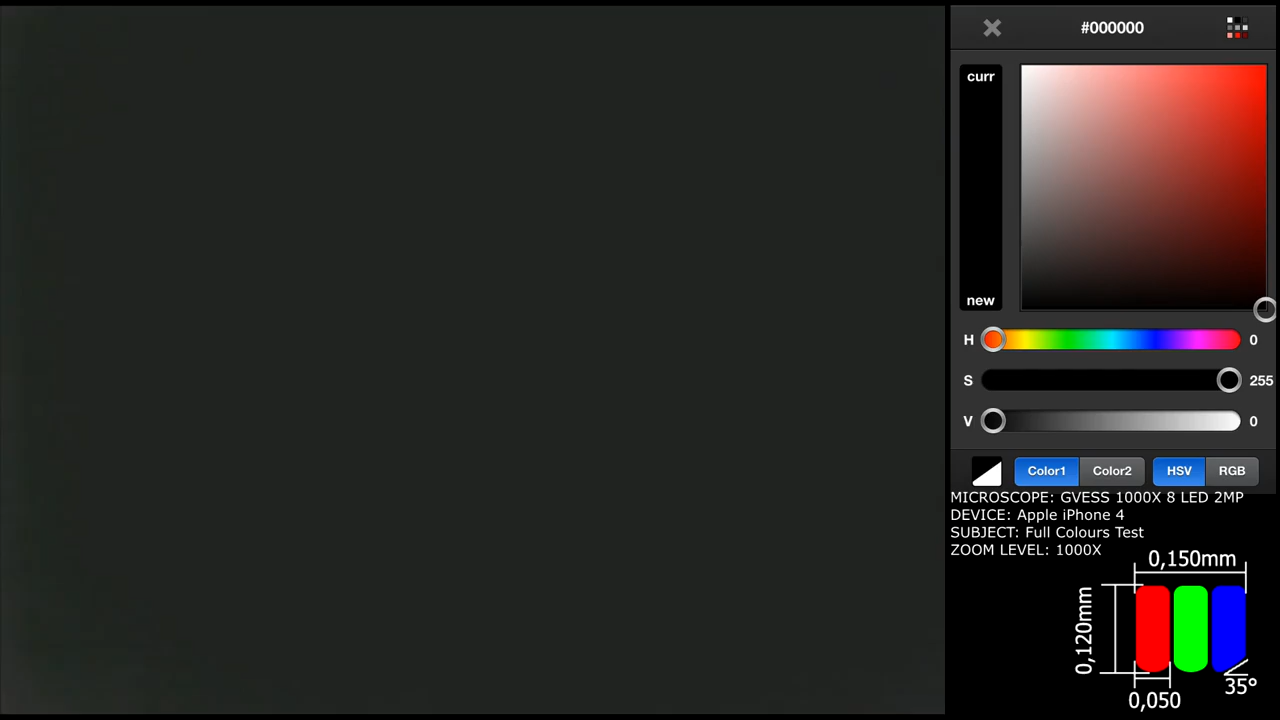 #000000
curr
new
H 0
S 255
V 0
Color1 Color2 HSV RGB
MICROSCOPE: GVESS 1000X 8 LED 2MP
DEVICE: Apple iPhone 4
SUBJECT: Full Colours Test
ZOOM LEVEL: 1000X
0,150mm
0,120mm
0,050
35°